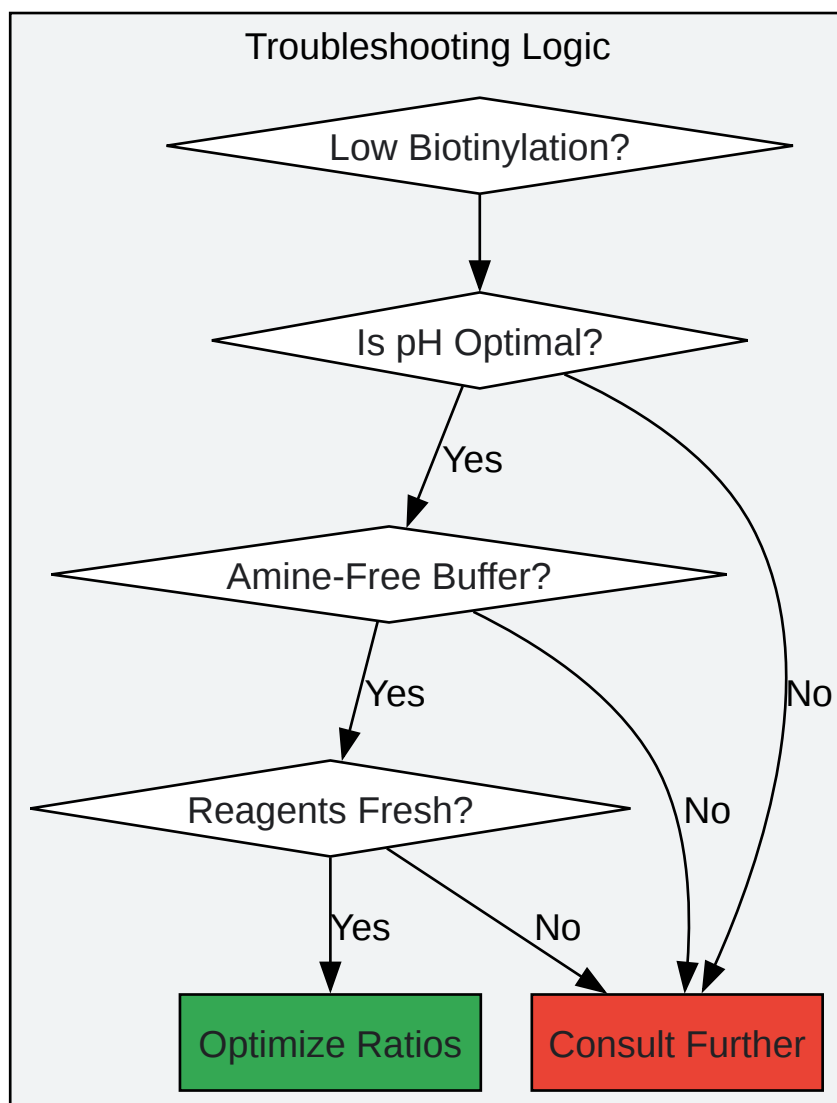 Troubleshooting Logic
Low Biotinylation?
Is pH Optimal?
Yes
Amine-Free Buffer?
Yes
No
Reagents Fresh?
No
Yes
No
Optimize Ratios
Consult Further